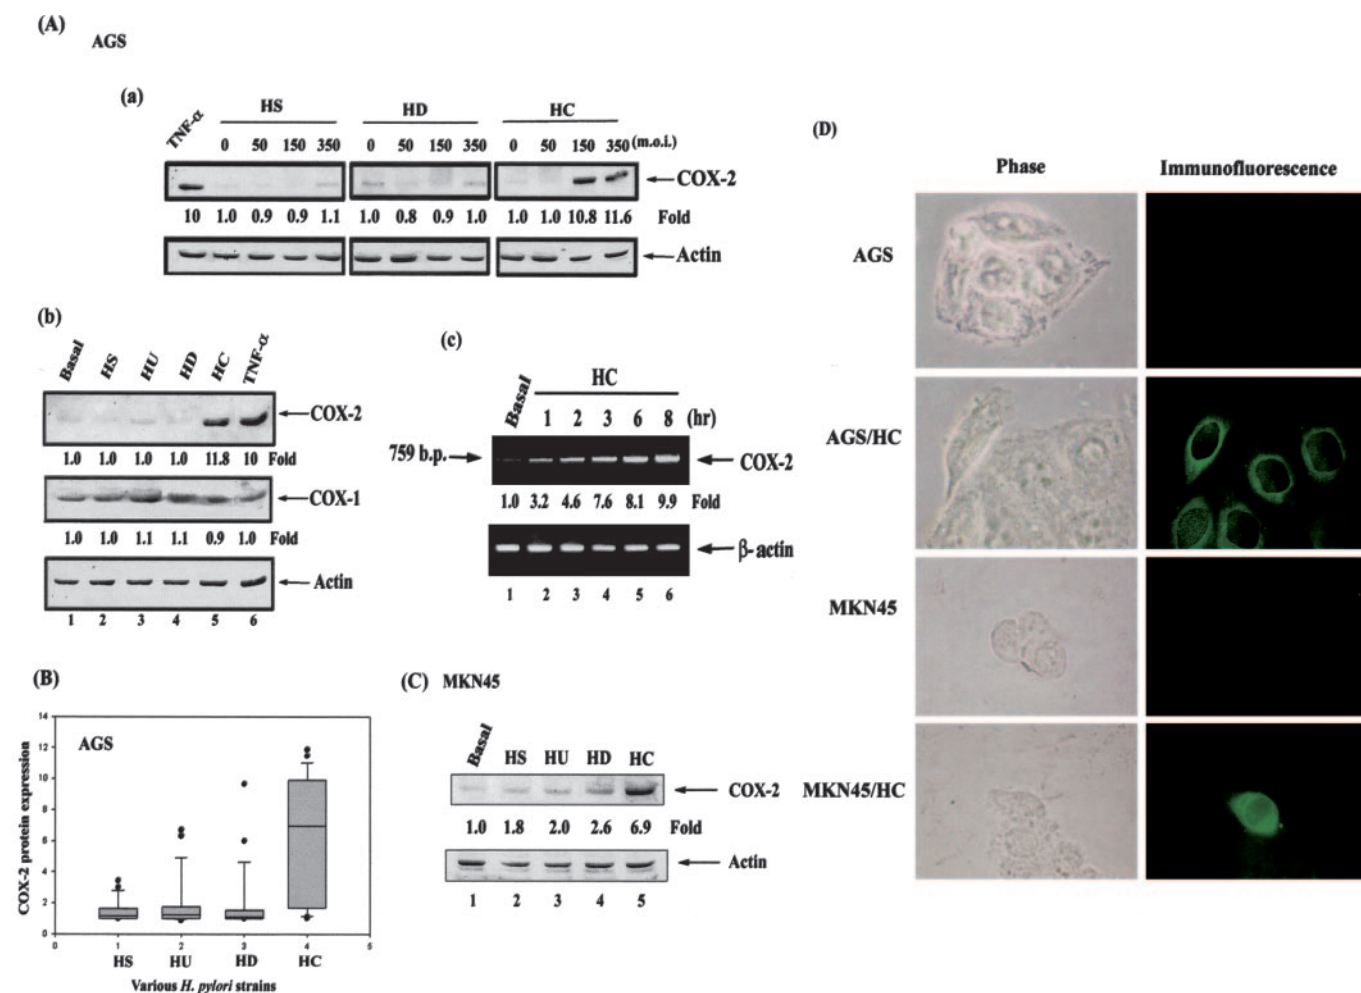 (A)
AGS
(a)
TNF-α
HS
HD
HC
0 50 150 350 0 50 150 350 0 50 150 350 (m.o.i.)
COX-2
10 1.0 0.9 0.9 1.1 1.0 0.8 0.9 1.0 1.0 1.0 10.8 11.6 Fold
Actin
(b)
Basal HS HU HD HC TNF-α
COX-2
1.0 1.0 1.0 1.0 11.8 10 Fold
COX-1
1.0 1.0 1.1 1.1 0.9 1.0 Fold
Actin
1 2 3 4 5 6
(c)
HC
Basal 1 2 3 6 8 (hr)
759 b.p. COX-2
1.0 3.2 4.6 7.6 8.1 9.9 Fold
β-actin
1 2 3 4 5 6
(B)
AGS
COX-2 protein expression
14
12
10
8
6
4
2
0
0 1 2 3 4 5
HS HU HD HC
Various H. pylori strains
(C) MKN45
Basal HS HU HD HC
COX-2
1.0 1.8 2.0 2.6 6.9 Fold
Actin
1 2 3 4 5
(D)
Phase Immunofluorescence
AGS
AGS/HC
MKN45
MKN45/HC